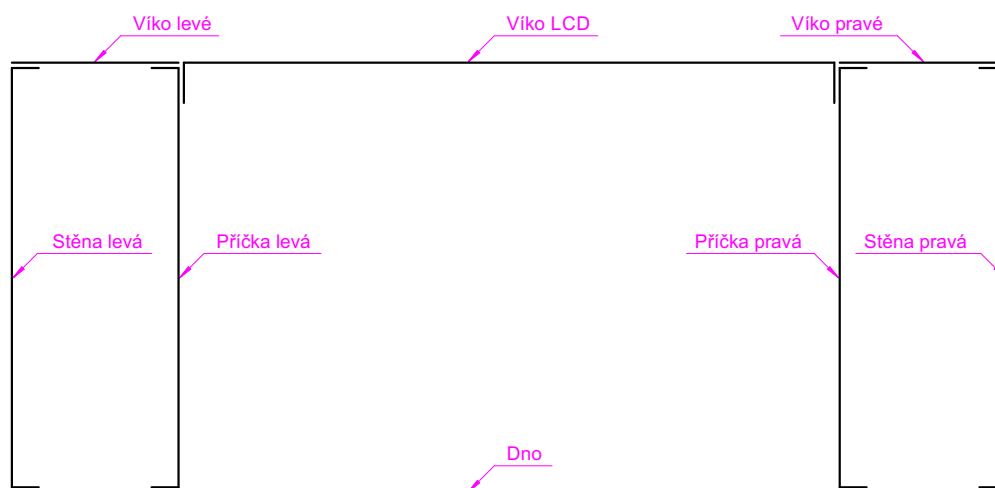 Víko levé
Víko LCD
Víko pravé
Stěna levá
Příčka levá
Příčka pravá
Stěna pravá
Dno